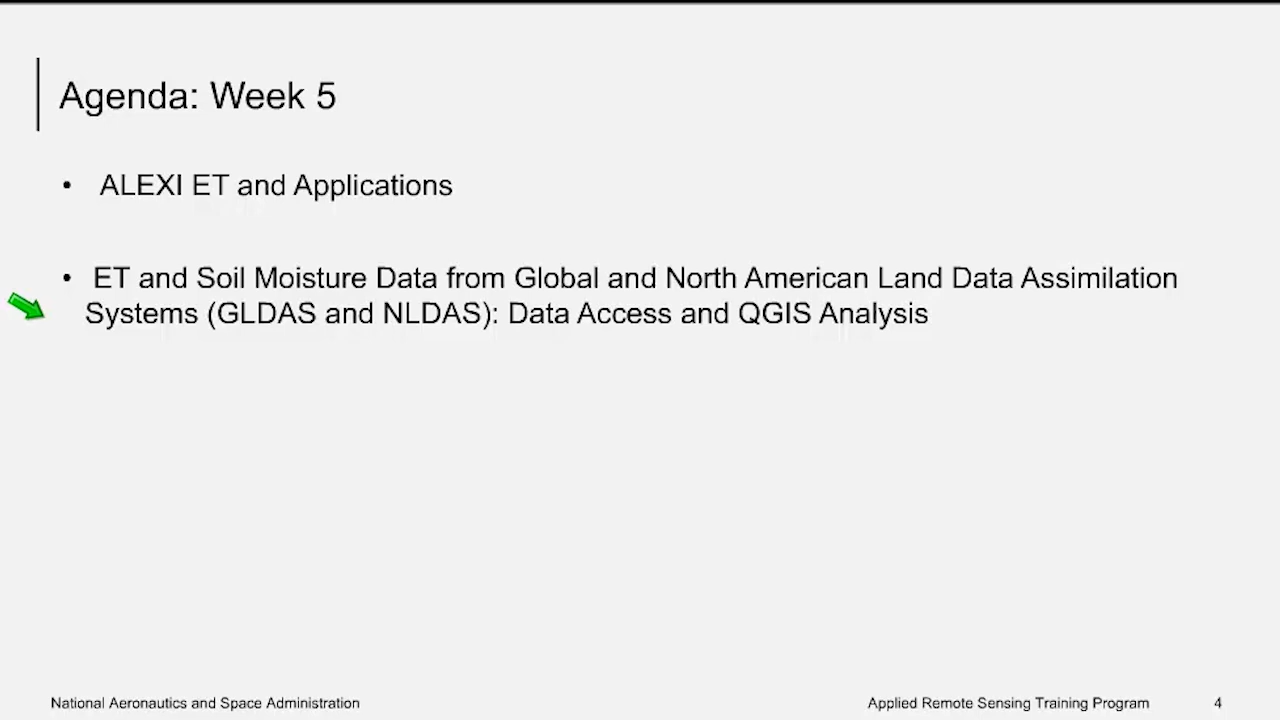 Agenda: Week 5
• ALEXI ET and Applications
• ET and Soil Moisture Data from Global and North American Land Data Assimilation
Systems (GLDAS and NLDAS): Data Access and QGIS Analysis
National Aeronautics and Space Administration
Applied Remote Sensing Training Program
4